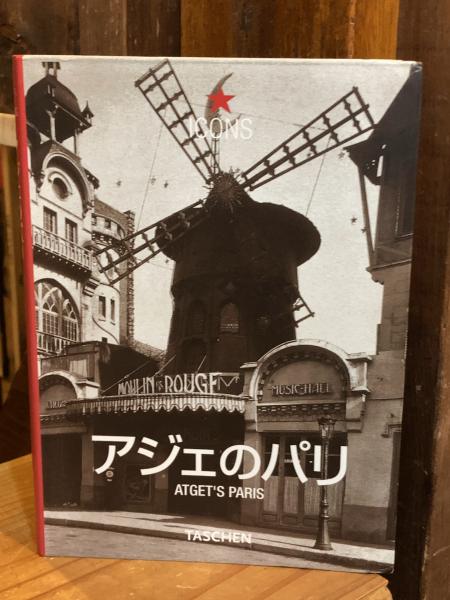 ICONS
MOULIN ROUGE
MUSIC-HALL
アジェのパリ
ATGET'S PARIS
TASCHEN